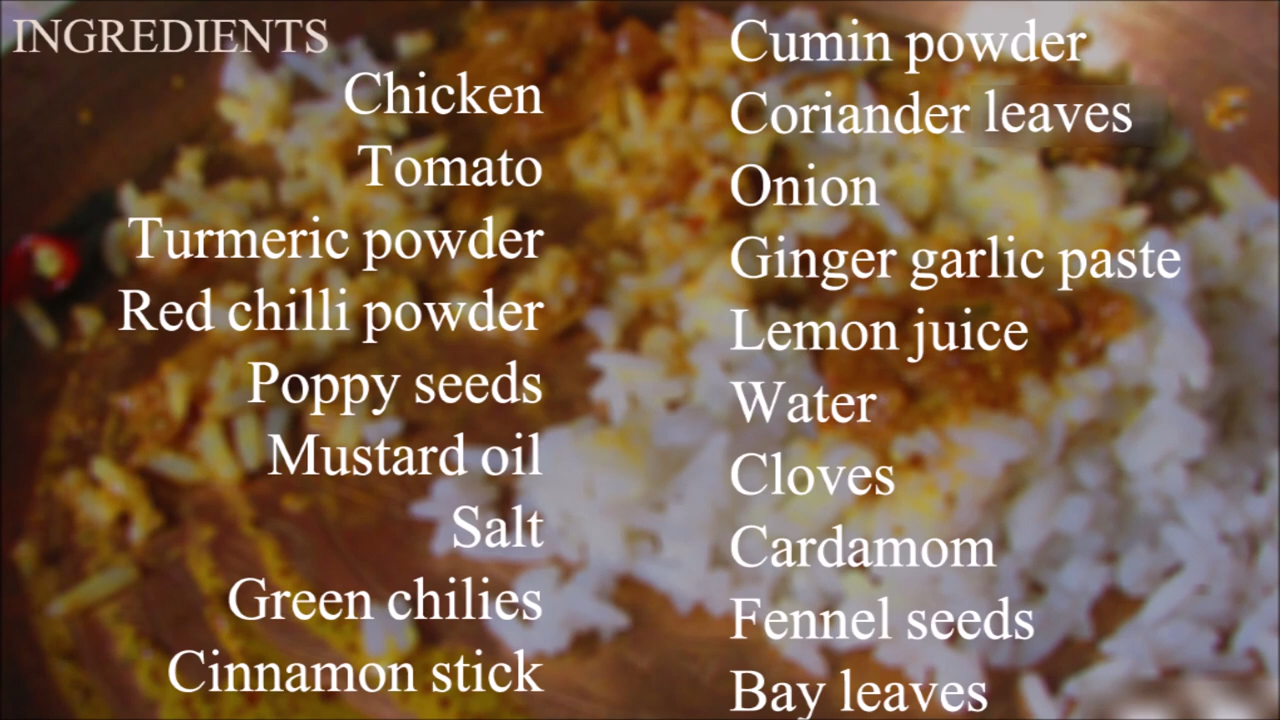 INGREDIENTS
Chicken
Tomato
Turmeric powder
Red chilli powder
Poppy seeds
Mustard oil
Salt
Green chilies
Cinnamon stick
Cumin powder
Coriander leaves
Onion
Ginger garlic paste
Lemon juice
Water
Cloves
Cardamom
Fennel seeds
Bay leaves